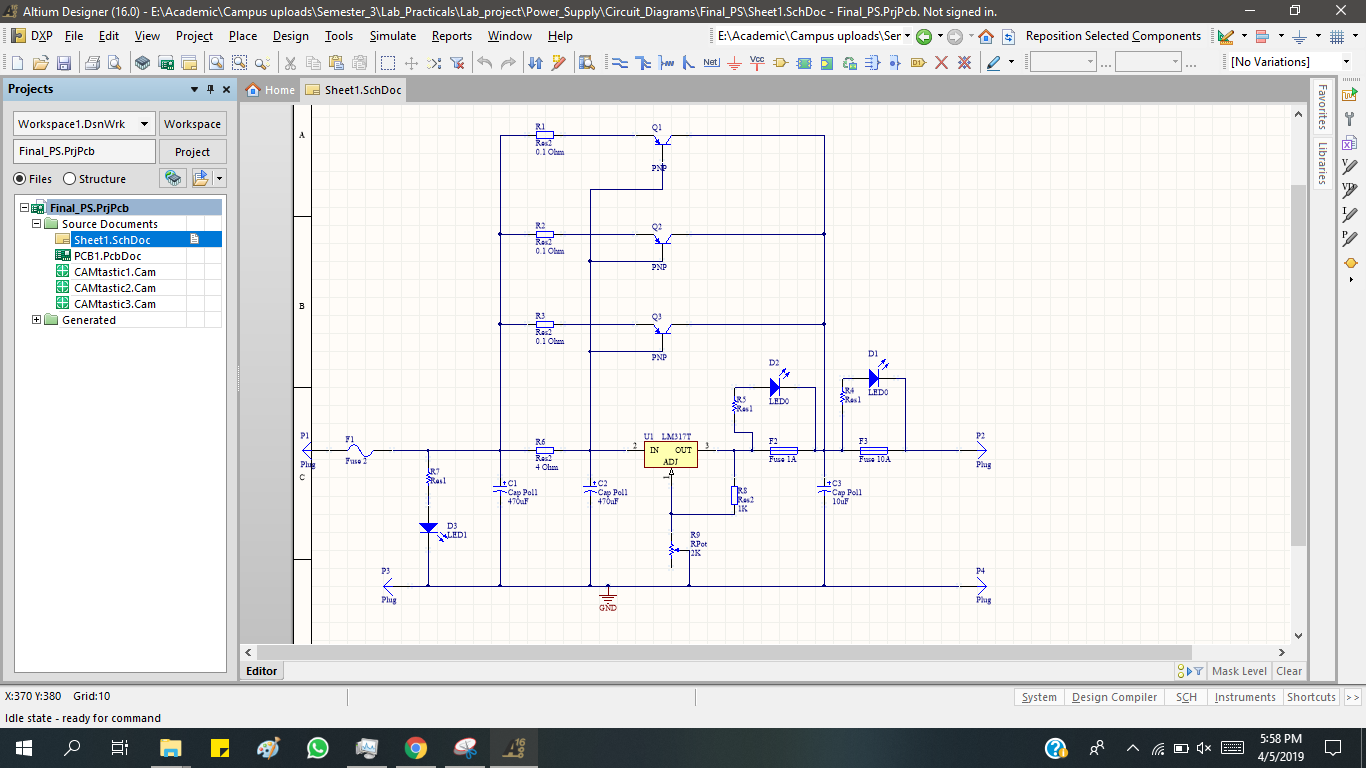 Altium Designer (16.0) - E:\Academic\Campus uploads\Semester_3\Lab_Practicals\Lab_project\Power_Supply\Circuit_Diagrams\Final_PS\Sheet1.SchDoc - Final_PS.PrjPcb. Not signed in.
DXP File Edit View Project Place Design Tools Simulate Reports Window Help E:\Academic\Campus uploads\Ser Reposition Selected Components
Net Vcc D1 ... ... [No Variations]
Projects
Home Sheet1.SchDoc
Workspace1.DsnWrk Workspace
Final_PS.PrjPcb Project
Files Structure
Final_PS.PrjPcb
Source Documents
Sheet1.SchDoc
PCB1.PcbDoc
CAMtastic1.Cam
CAMtastic2.Cam
CAMtastic3.Cam
Generated
A
B
C
R1
Res2
0.1 Ohm
Q1
PNP
R2
Res2
0.1 Ohm
Q2
PNP
R3
Res2
0.1 Ohm
Q3
PNP
D2
LED0
D1
LED0
R5
Res1
R4
Res1
P1
Plug
F1
Fuse 2
R6
Res2
4 Ohm
U1 LM317T
2 IN OUT 3
ADJ
1
F2
Fuse 1A
F3
Fuse 10A
P2
Plug
R7
Res1
C1
Cap Pol1
470uF
C2
Cap Pol1
470uF
R8
Res2
1K
C3
Cap Pol1
10uF
D3
LED1
R9
RPot
2K
P3
Plug
GND
P4
Plug
Favorites
Libraries
Editor
Mask Level Clear
X:370 Y:380 Grid:10
System Design Compiler SCH Instruments Shortcuts >>
Idle state - ready for command
5:58 PM
4/5/2019